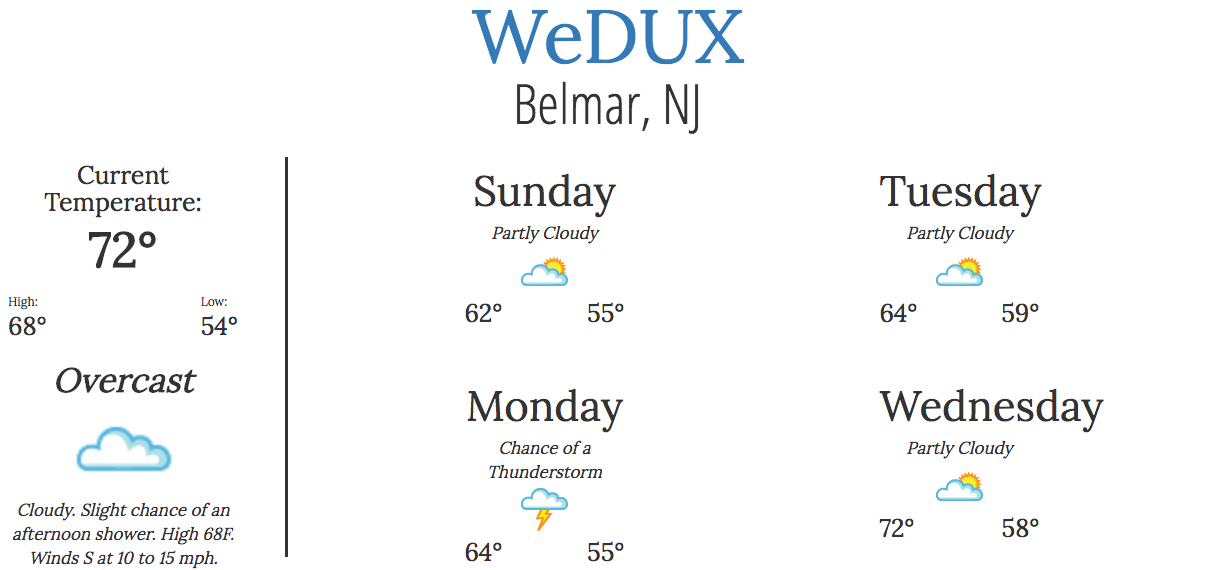 WeDUX
Belmar, NJ
Current
Temperature:
72°
High:
68°
Low:
54°
Overcast
Cloudy. Slight chance of an
afternoon shower. High 68F.
Winds S at 10 to 15 mph.
Sunday
Partly Cloudy
62° 55°
Monday
Chance of a
Thunderstorm
64° 55°
Tuesday
Partly Cloudy
64° 59°
Wednesday
Partly Cloudy
72° 58°